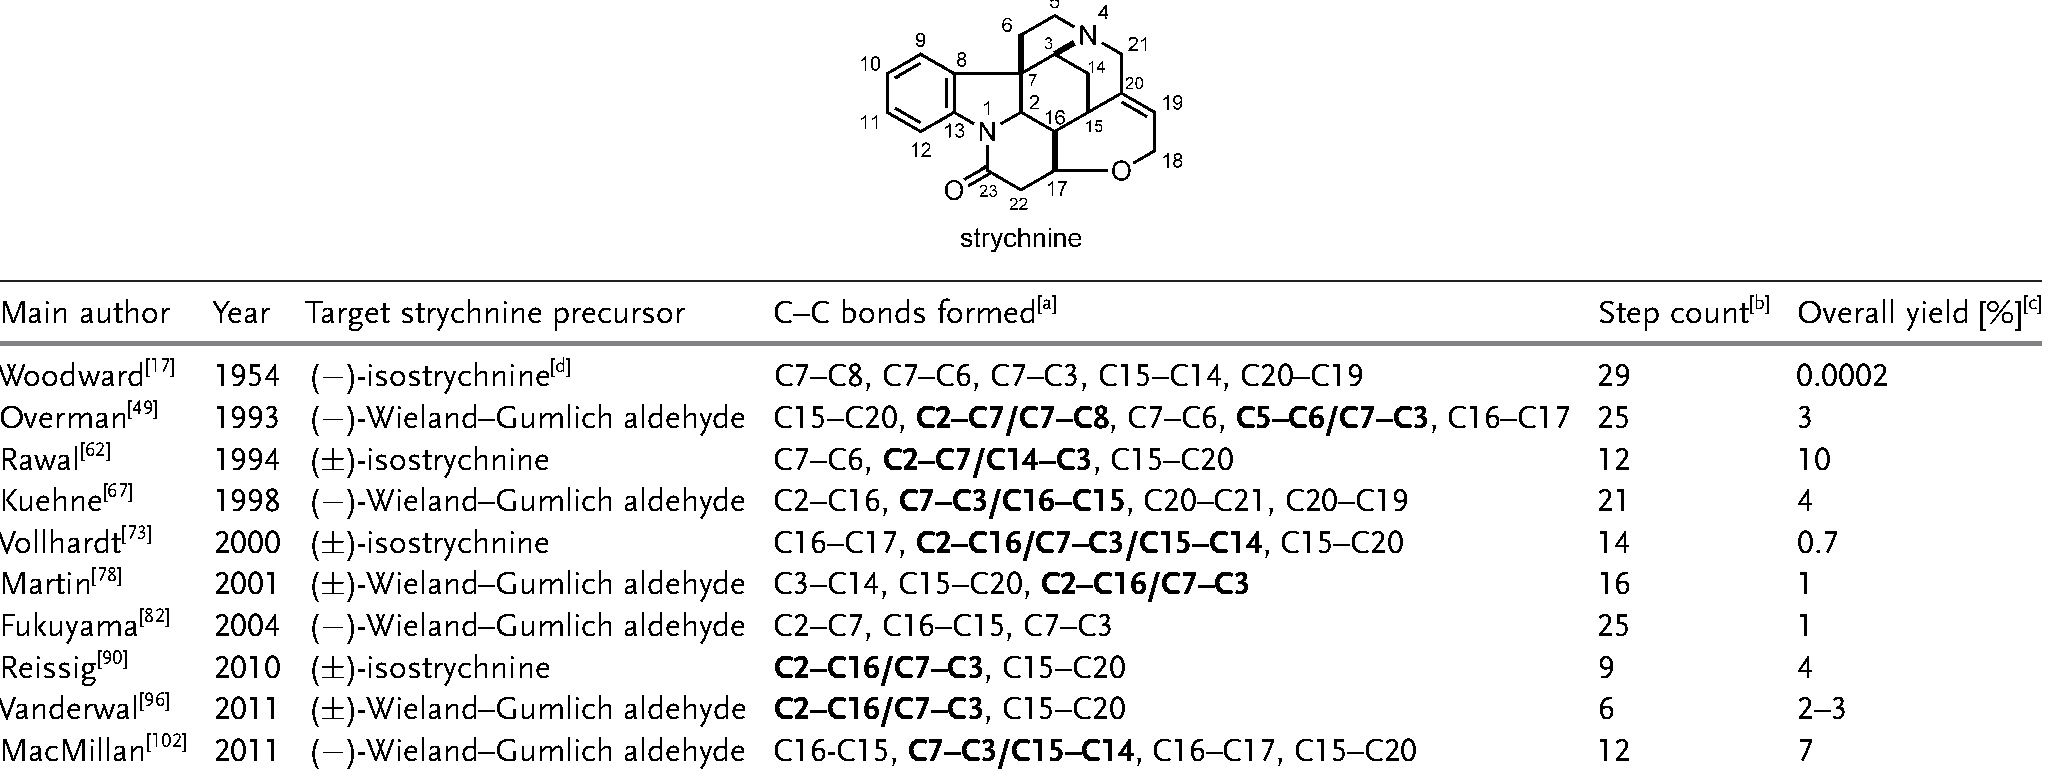 5
4
6
N
9
3
21
8
10
14
7
20
1
2
19
16
11
13
N
15
12
O
18
O
23
17
22
strychnine
Main author Year Target strychnine precursor C–C bonds formed[a] Step count[b] Overall yield [%][c]
Woodward[17] 1954 (−)-isostrychnine[d] C7–C8, C7–C6, C7–C3, C15–C14, C20–C19 29 0.0002
Overman[49] 1993 (−)-Wieland–Gumlich aldehyde C15–C20, C2–C7/C7–C8, C7–C6, C5–C6/C7–C3, C16–C17 25 3
Rawal[62] 1994 (±)-isostrychnine C7–C6, C2–C7/C14–C3, C15–C20 12 10
Kuehne[67] 1998 (−)-Wieland–Gumlich aldehyde C2–C16, C7–C3/C16–C15, C20–C21, C20–C19 21 4
Vollhardt[73] 2000 (±)-isostrychnine C16–C17, C2–C16/C7–C3/C15–C14, C15–C20 14 0.7
Martin[78] 2001 (±)-Wieland–Gumlich aldehyde C3–C14, C15–C20, C2–C16/C7–C3 16 1
Fukuyama[82] 2004 (−)-Wieland–Gumlich aldehyde C2–C7, C16–C15, C7–C3 25 1
Reissig[90] 2010 (±)-isostrychnine C2–C16/C7–C3, C15–C20 9 4
Vanderwal[96] 2011 (±)-Wieland–Gumlich aldehyde C2–C16/C7–C3, C15–C20 6 2–3
MacMillan[102] 2011 (−)-Wieland–Gumlich aldehyde C16-C15, C7–C3/C15–C14, C16–C17, C15–C20 12 7